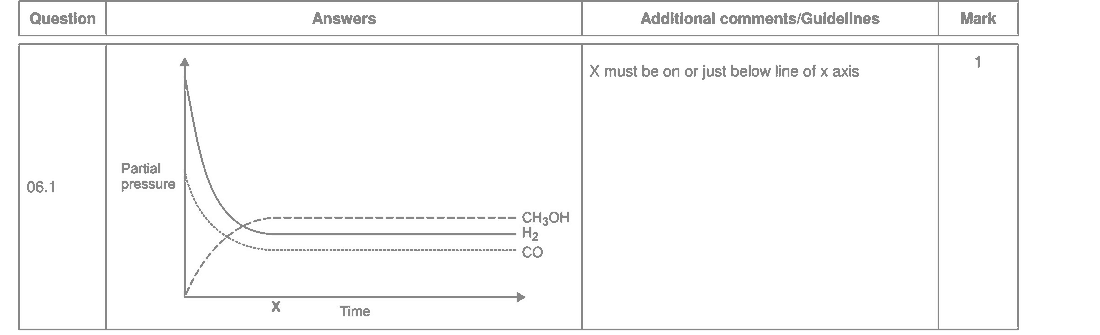 Question Answers Additional comments/Guidelines Mark
06.1
Partial
pressure
CH₃OH
H₂
CO
X
Time
X must be on or just below line of x axis
1